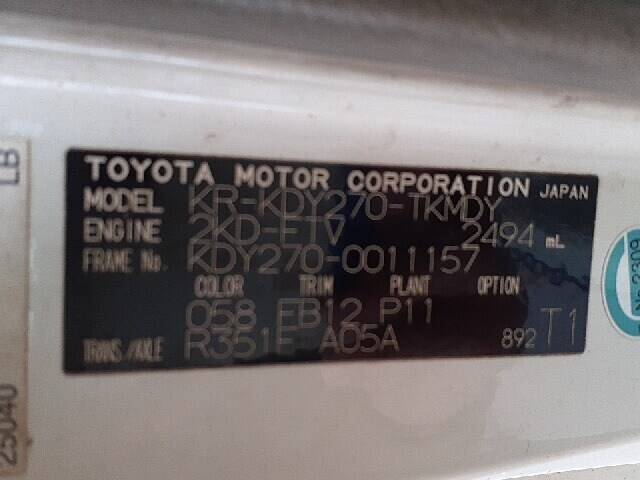 TOYOTA MOTOR CORPORATION JAPAN
MODEL KR-KDY270-TKMDY
ENGINE 2KD-FTV 2494 mL
FRAME No. KDY270-0011157
COLOR TRIM PLANT OPTION
058 FB12 P11
TRANS./AXLE R351F A05A 892 T1
LB
25040